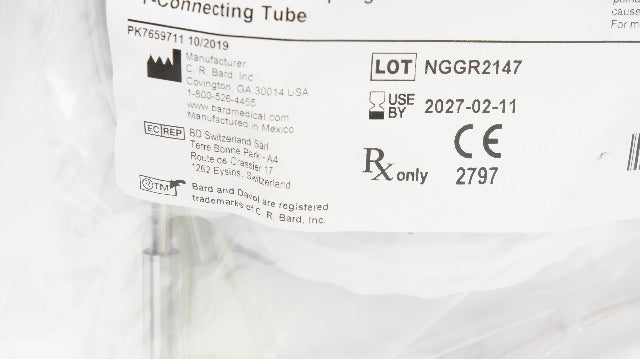 -Connecting Tube
PK7659711 10/2019
Manufacturer
C. R. Bard, Inc
Covington, GA 30014 USA
1-800-526-4455
www.bardmedical.com
Manufactured in Mexico
EC REP BD Switzerland Sàrl
Terre Bonne Park - A4
Route de Crassier 17
1262 Eysins, Switzerland
®TM Bard and Davol are registered
trademarks of C. R. Bard, Inc.
LOT NGGR2147
USE BY 2027-02-11
CE
Rx only 2797
cause
For m